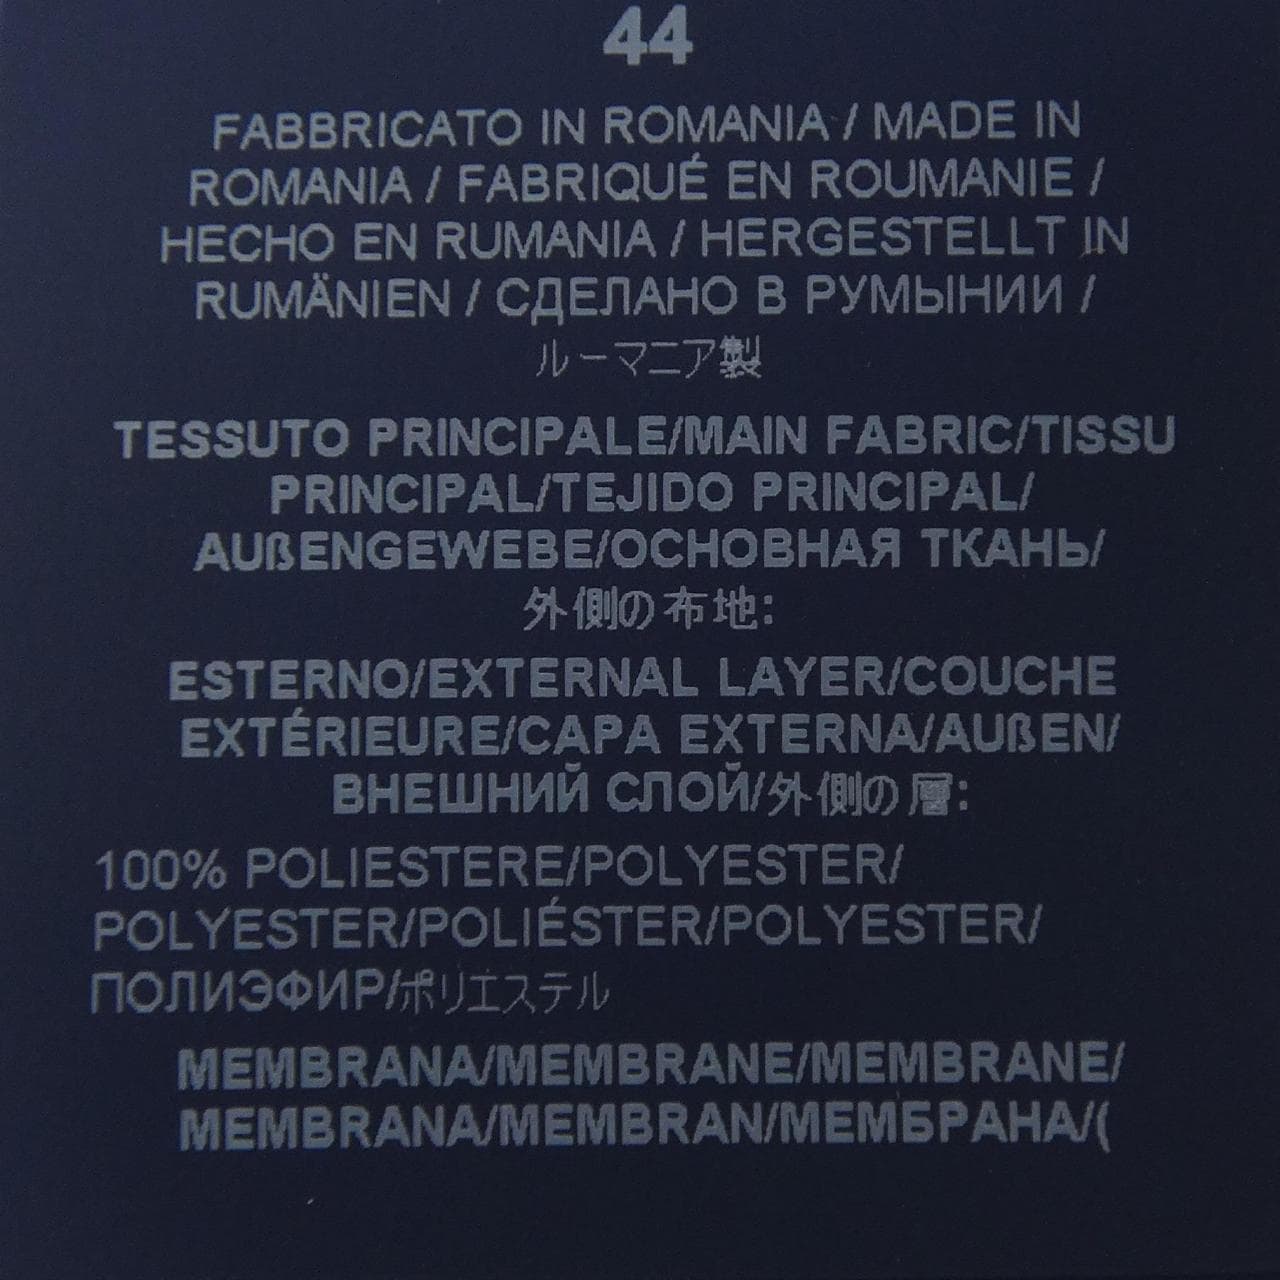 44
FABBRICATO IN ROMANIA / MADE IN
ROMANIA / FABRIQUÉ EN ROUMANIE /
HECHO EN RUMANIA / HERGESTELLT IN
RUMÄNIEN / СДЕЛАНО В РУМЫНИИ /
ルーマニア製
TESSUTO PRINCIPALE/MAIN FABRIC/TISSU
PRINCIPAL/TEJIDO PRINCIPAL/
AUßENGEWEBE/ОСНОВНАЯ ТКАНЬ/
外側の布地:
ESTERNO/EXTERNAL LAYER/COUCHE
EXTÉRIEURE/CAPA EXTERNA/AUßEN/
ВНЕШНИЙ СЛОЙ/外側の層:
100% POLIESTERE/POLYESTER/
POLYESTER/POLIÉSTER/POLYESTER/
ПОЛИЭФИР/ポリエステル
MEMBRANA/MEMBRANE/MEMBRANE/
MEMBRANA/MEMBRAN/МЕМБРАНА/(